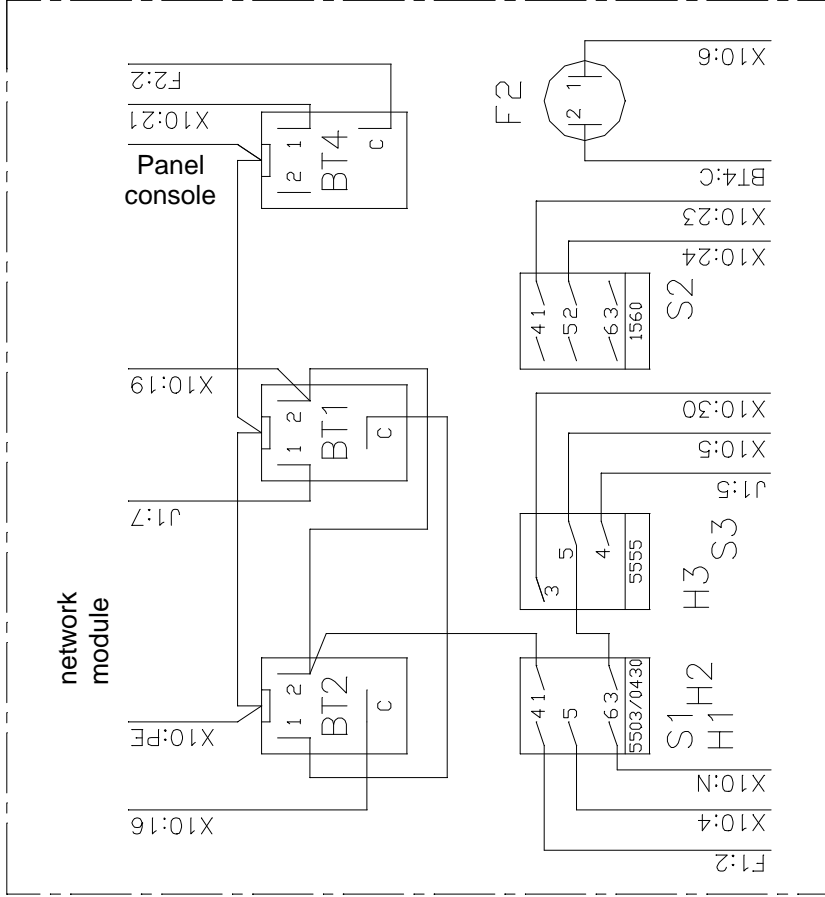 F2:2
X10:21
Panel
console
2 1
BT4
C
F2
2 1
X10:6
BT4:C
X10:23
X10:24
41
52
63
1560
S2
X10:19
1 2
BT1
C
J1:7
X10:30
X10:5
J1:5
3
5
4
5555
H3 S3
network
module
1 2
BT2
C
X10:PE
X10:16
41
5
63
5503/0430
S1 H2
H1
X10:N
X10:4
F1:2